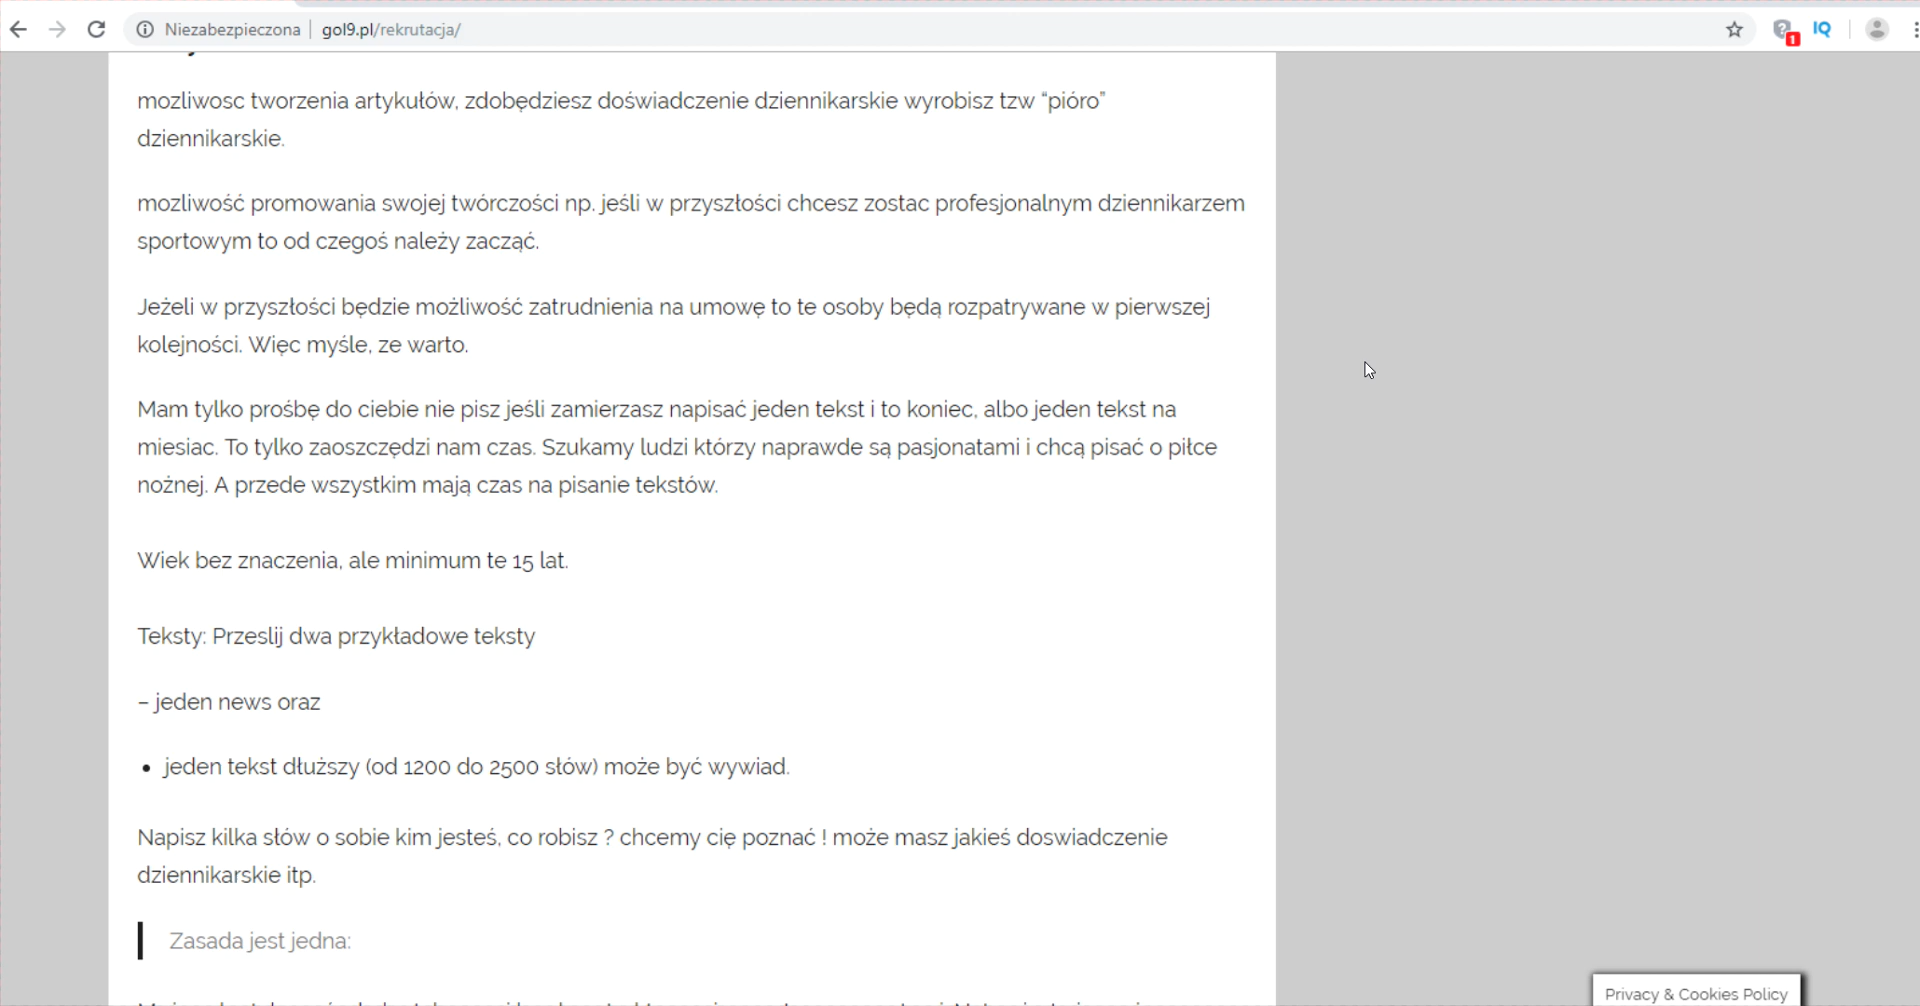 Niezabezpieczona gol9.pl/rekrutacja/
1 IQ
mozliwosc tworzenia artykułów, zdobędziesz doświadczenie dziennikarskie wyrobisz tzw “pióro”
dziennikarskie.
mozliwość promowania swojej twórczości np. jeśli w przyszłości chcesz zostac profesjonalnym dziennikarzem
sportowym to od czegoś należy zacząć.
Jeżeli w przyszłości będzie możliwość zatrudnienia na umowę to te osoby będą rozpatrywane w pierwszej
kolejności. Więc myśle, ze warto.
Mam tylko prośbę do ciebie nie pisz jeśli zamierzasz napisać jeden tekst i to koniec, albo jeden tekst na
miesiac. To tylko zaoszczędzi nam czas. Szukamy ludzi którzy naprawde są pasjonatami i chcą pisać o piłce
nożnej. A przede wszystkim mają czas na pisanie tekstów.
Wiek bez znaczenia, ale minimum te 15 lat.
Teksty: Przeslij dwa przykładowe teksty
– jeden news oraz
• jeden tekst dłuższy (od 1200 do 2500 słów) może być wywiad.
Napisz kilka słów o sobie kim jesteś, co robisz ? chcemy cię poznać ! może masz jakieś doswiadczenie
dziennikarskie itp.
Zasada jest jedna:
Privacy & Cookies Policy